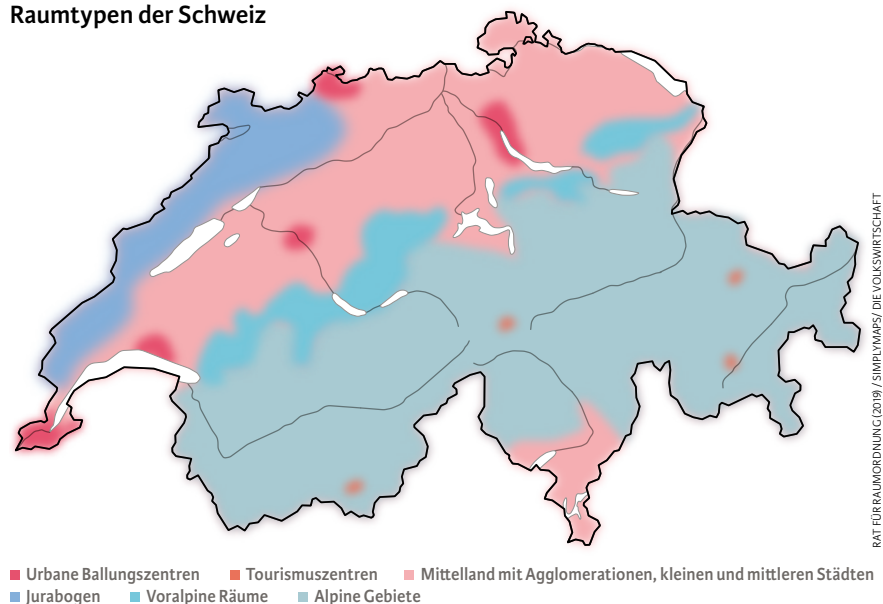 Raumtypen der Schweiz
RAT FÜR RAUMORDNUNG (2019) / SIMPLYMAPS/ DIE VOLKSWIRTSCHAFT
Urbane Ballungszentren Tourismuszentren Mittelland mit Agglomerationen, kleinen und mittleren Städten
Jurabogen Voralpine Räume Alpine Gebiete